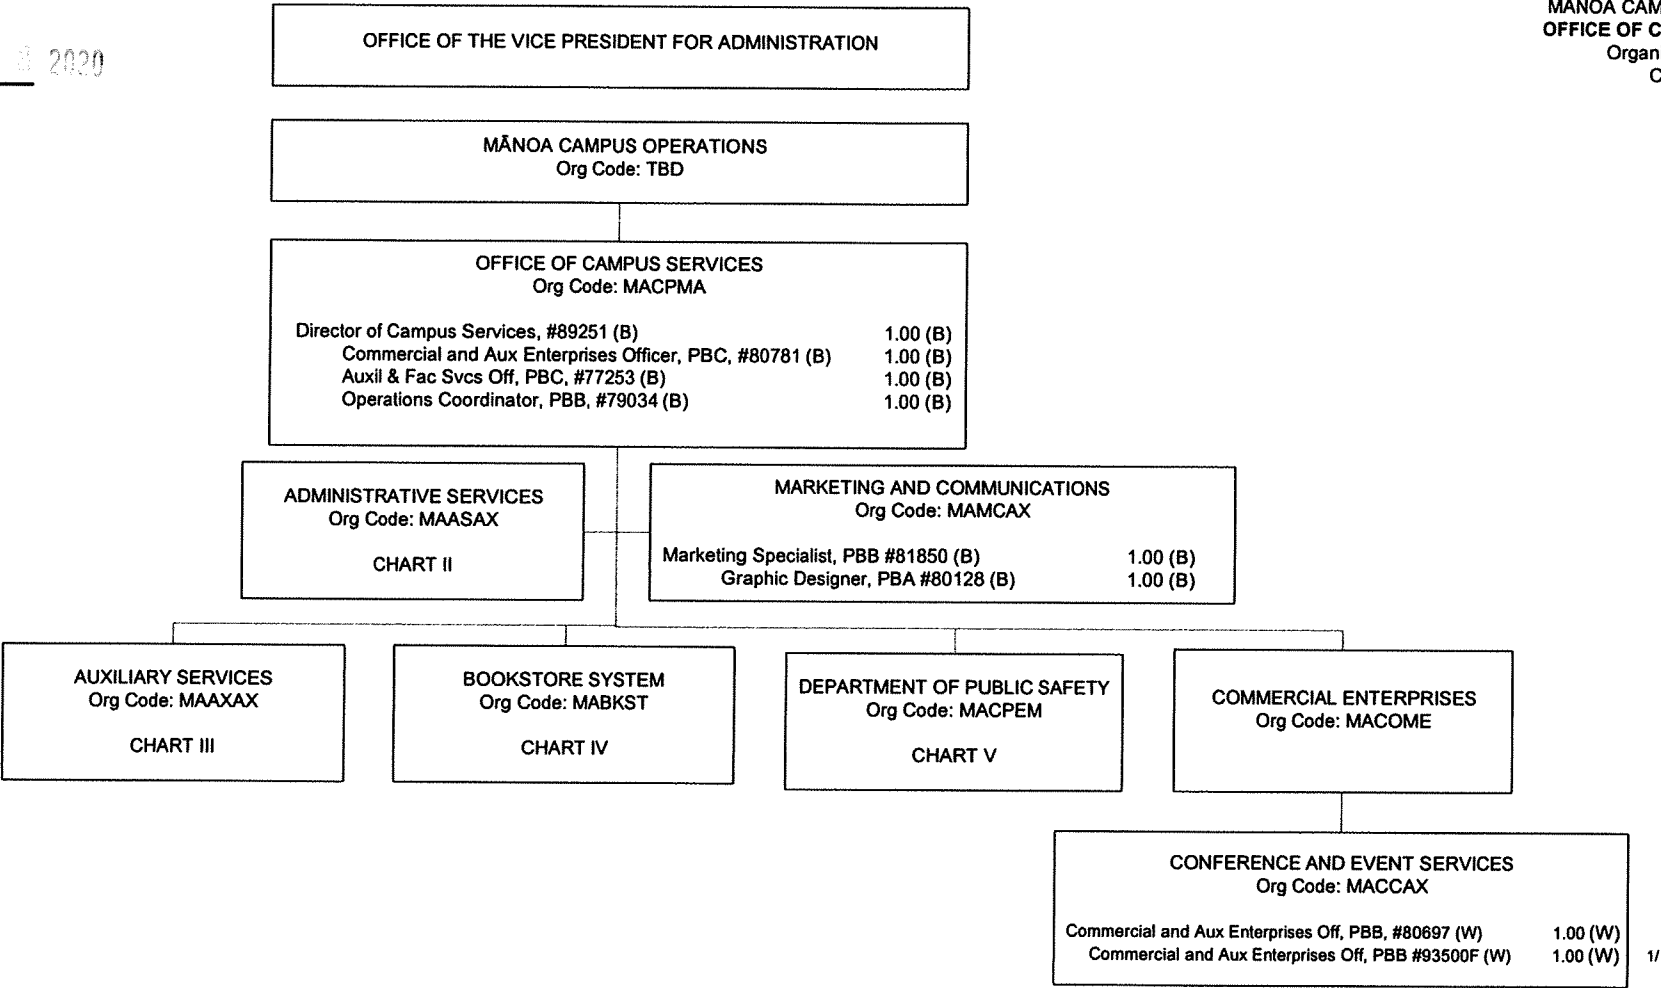 2020
MĀNOA CAM
OFFICE OF C
Organ
C
OFFICE OF THE VICE PRESIDENT FOR ADMINISTRATION
MĀNOA CAMPUS OPERATIONS
Org Code: TBD
OFFICE OF CAMPUS SERVICES
Org Code: MACPMA
Director of Campus Services, #89251 (B) 1.00 (B)
Commercial and Aux Enterprises Officer, PBC, #80781 (B) 1.00 (B)
Auxil & Fac Svcs Off, PBC, #77253 (B) 1.00 (B)
Operations Coordinator, PBB, #79034 (B) 1.00 (B)
ADMINISTRATIVE SERVICES
Org Code: MAASAX
CHART II
MARKETING AND COMMUNICATIONS
Org Code: MAMCAX
Marketing Specialist, PBB #81850 (B) 1.00 (B)
Graphic Designer, PBA #80128 (B) 1.00 (B)
AUXILIARY SERVICES
Org Code: MAAXAX
CHART III
BOOKSTORE SYSTEM
Org Code: MABKST
CHART IV
DEPARTMENT OF PUBLIC SAFETY
Org Code: MACPEM
CHART V
COMMERCIAL ENTERPRISES
Org Code: MACOME
CONFERENCE AND EVENT SERVICES
Org Code: MACCAX
Commercial and Aux Enterprises Off, PBB, #80697 (W) 1.00 (W)
Commercial and Aux Enterprises Off, PBB #93500F (W) 1.00 (W) 1/